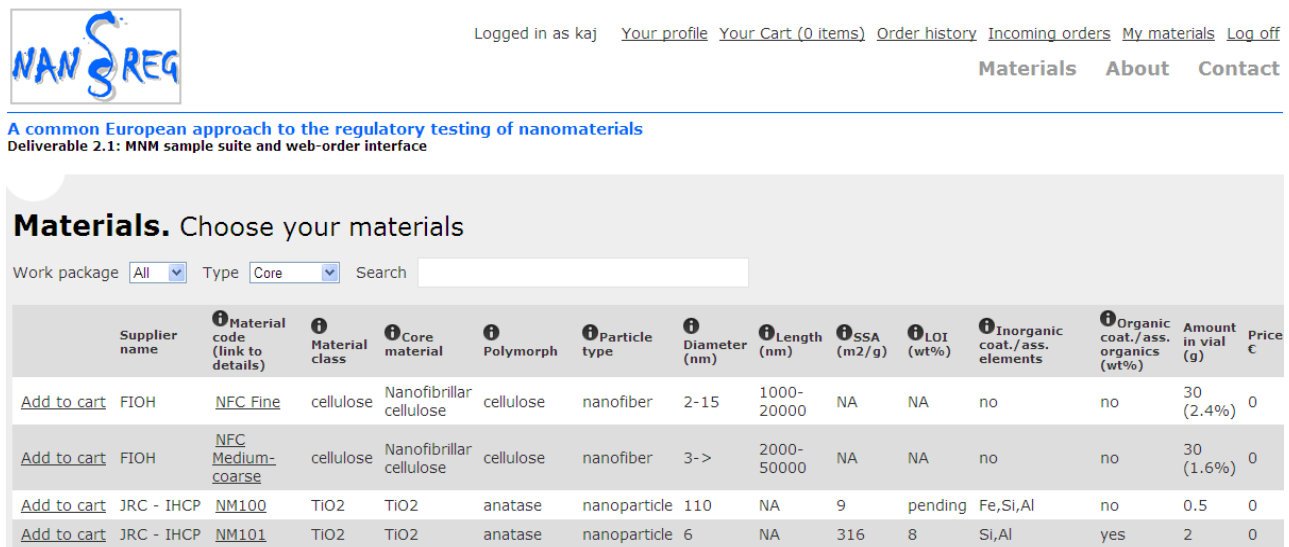 NANOREG
Logged in as kaj Your profile Your Cart (0 items) Order history Incoming orders My materials Log off
Materials About Contact
A common European approach to the regulatory testing of nanomaterials
Deliverable 2.1: MNM sample suite and web-order interface
Materials. Choose your materials
Work package All Type Core Search
Supplier name Material code (link to details) Material class Core material Polymorph Particle type Diameter (nm) Length (nm) SSA (m2/g) LOI (wt%) Inorganic coat./ass. elements Organic coat./ass. organics (wt%) Amount in vial (g) Price €
Add to cart FIOH NFC Fine cellulose Nanofibrillar cellulose cellulose nanofiber 2-15 1000-20000 NA NA no no 30 (2.4%) 0
Add to cart FIOH NFC Medium-coarse cellulose Nanofibrillar cellulose cellulose nanofiber 3-> 2000-50000 NA NA no no 30 (1.6%) 0
Add to cart JRC - IHCP NM100 TiO2 TiO2 anatase nanoparticle 110 NA 9 pending Fe,Si,Al no 0.5 0
Add to cart JRC - IHCP NM101 TiO2 TiO2 anatase nanoparticle 6 NA 316 8 Si,Al yes 2 0